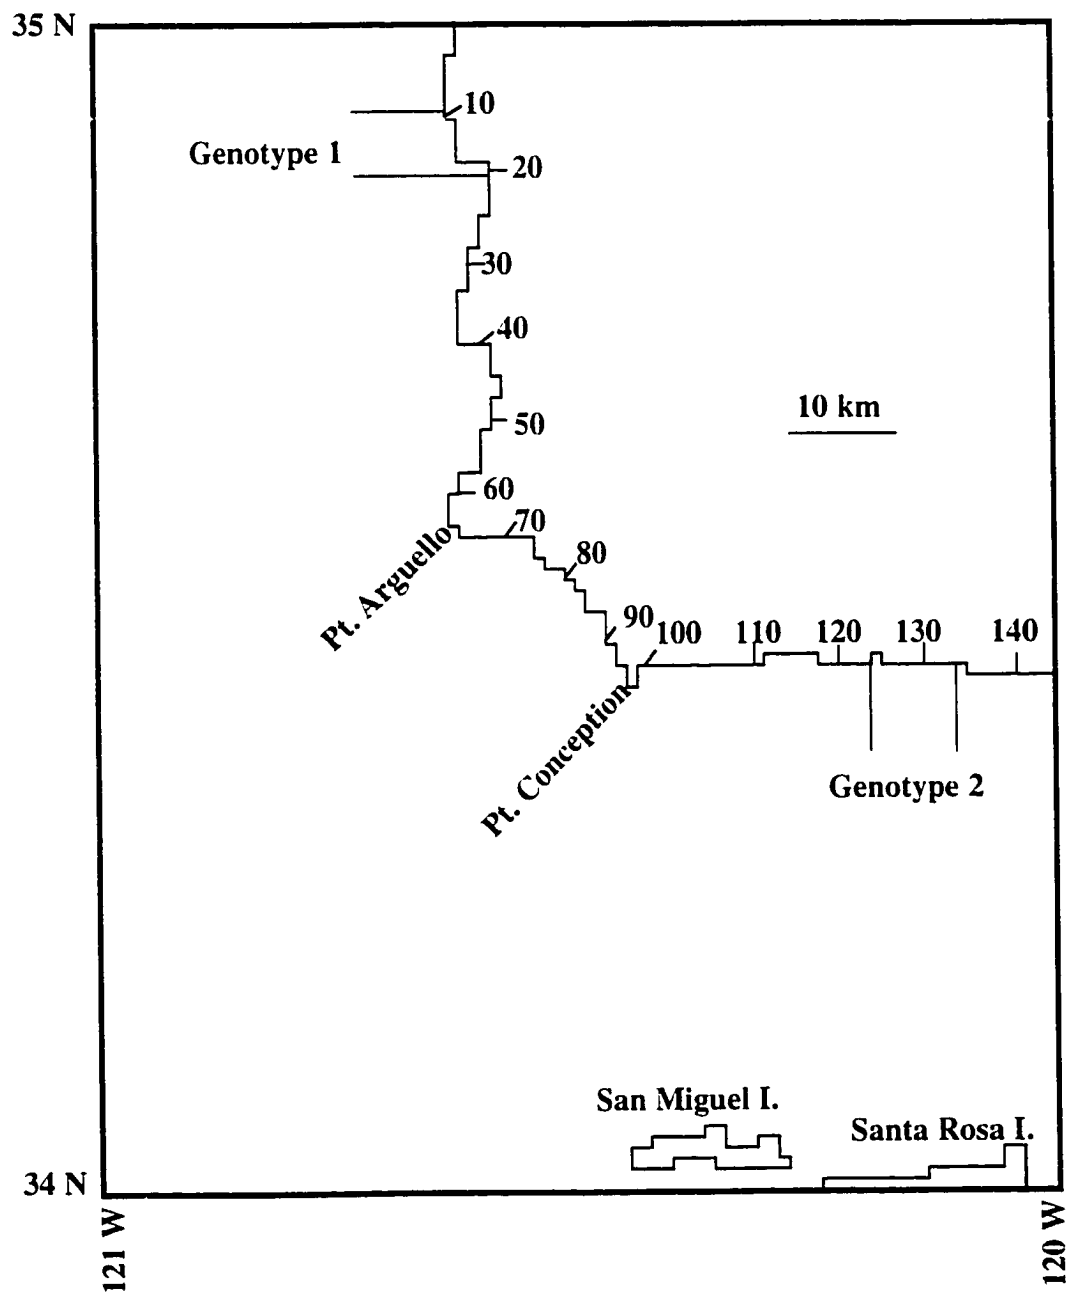 35 N
10
Genotype 1
20
30
40
10 km
50
60
70
Pt. Arguello
80
90
100
110
120
130
140
Pt. Conception
Genotype 2
San Miguel I.
Santa Rosa I.
34 N
121 W
120 W